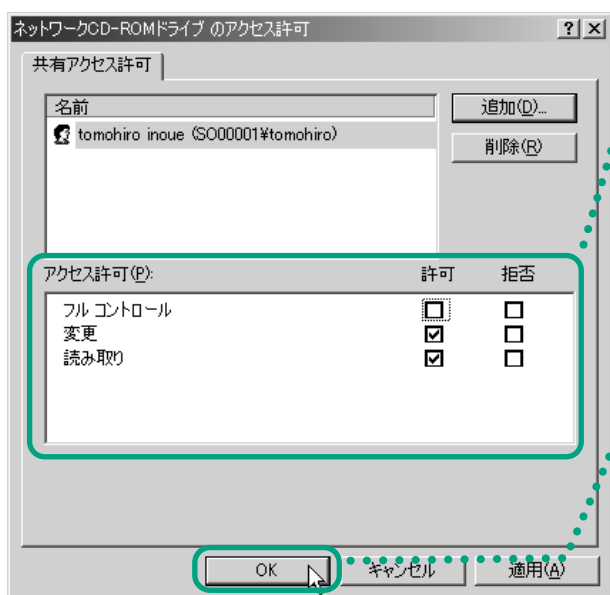 ネットワークCD-ROMドライブ のアクセス許可
共有アクセス許可
名前
追加(D)...
tomohiro inoue (SO00001¥tomohiro)
削除(R)
アクセス許可(P): 許可 拒否
フル コントロール
変更
読み取り
OK キャンセル 適用(A)